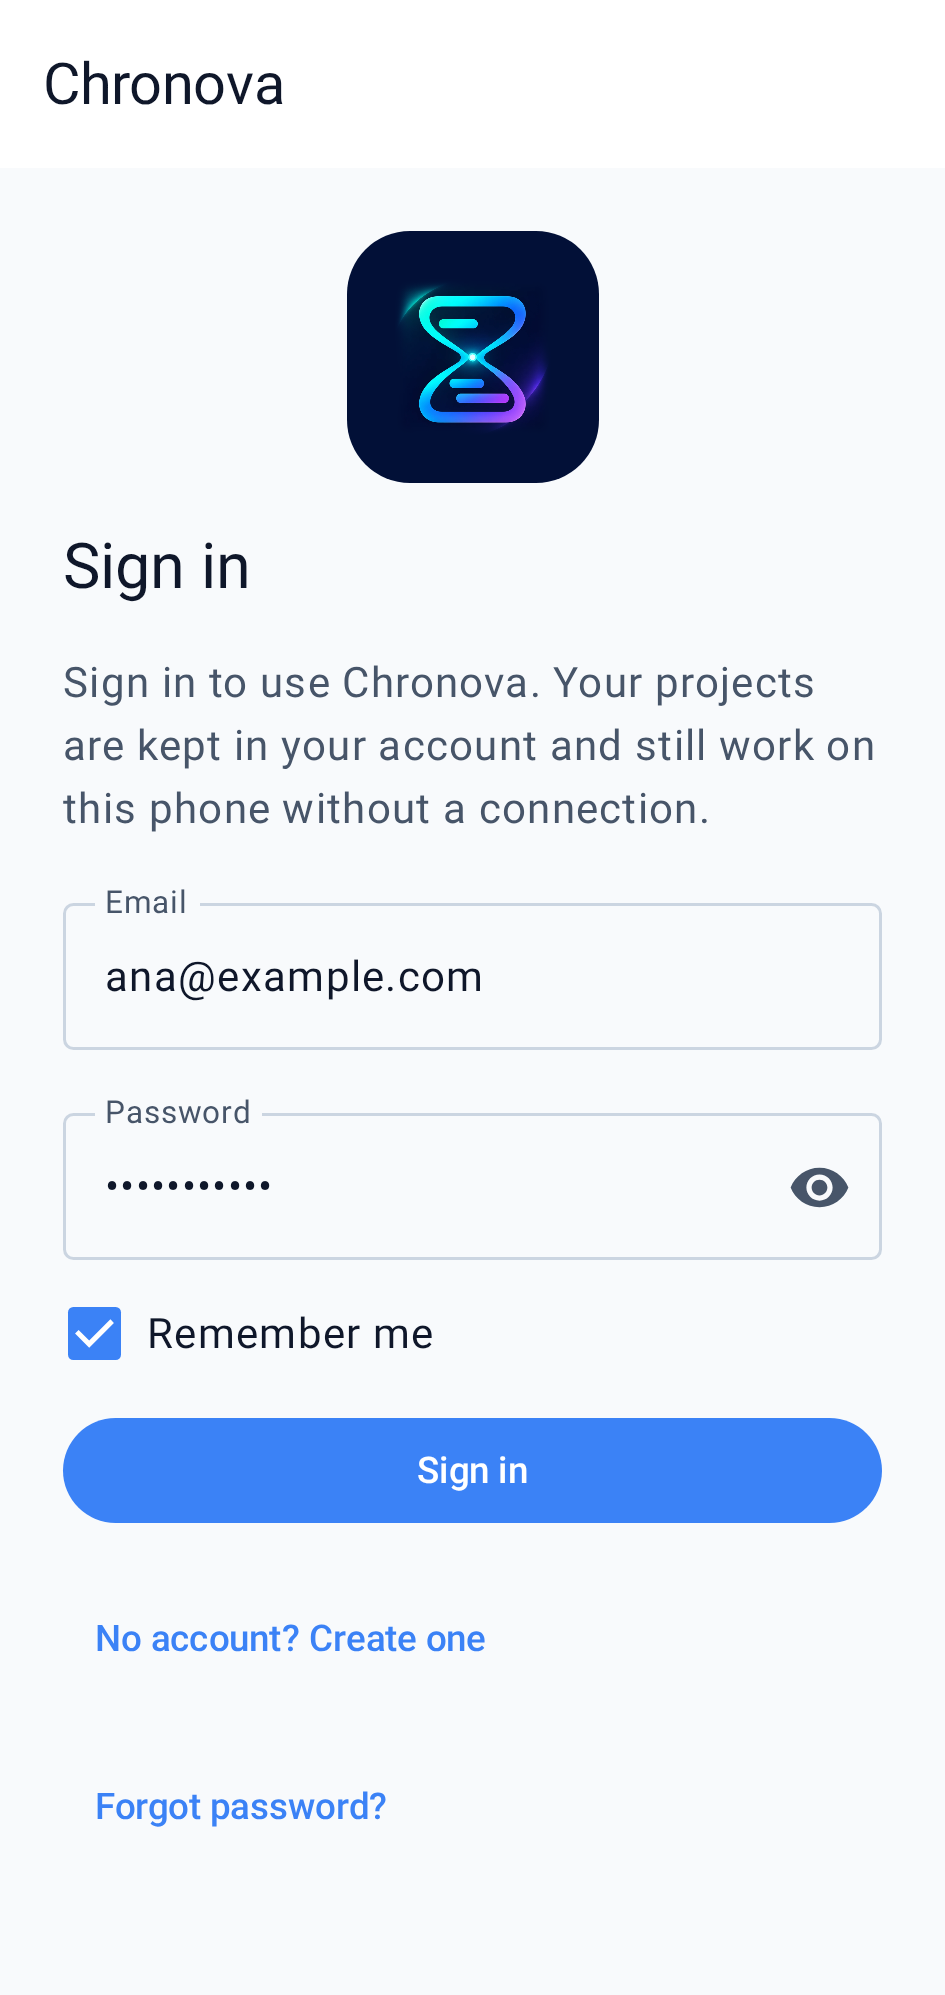 Chronova
Sign in
Sign in to use Chronova. Your projects
are kept in your account and still work on
this phone without a connection.
Email
ana@example.com
Password
•••••••••••
Remember me
Sign in
No account? Create one
Forgot password?